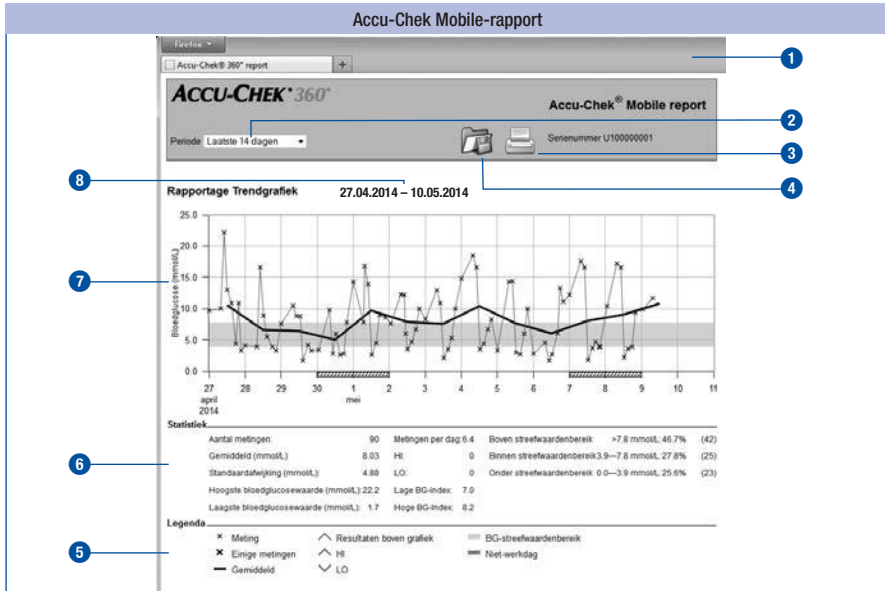 Accu-Chek Mobile-rapport
Firefox
Accu-Chek® 360° report
+
1
ACCU-CHEK® 360°
Accu-Chek® Mobile report
2
Periode Laatste 14 dagen
Serienummer U100000001
3
8
4
Rapportage Trendgrafiek
27.04.2014 – 10.05.2014
25.0
20.0
15.0
10.0
5.0
0.0
7
Bloedglucose (mmol/L)
27 28 29 30 1 2 3 4 5 6 7 8 9 10 11
april mei
2014
Statistiek
Aantal metingen: 90 Metingen per dag: 6.4 Boven streefwaardenbereik >7.8 mmol/L: 46.7% (42)
6
Gemiddeld (mmol/L): 8.03 HI: 0 Binnen streefwaardenbereik 3.9—7.8 mmol/L: 27.8% (25)
Standaardafwijking (mmol/L): 4.88 LO: 0 Onder streefwaardenbereik 0.0—3.9 mmol/L: 25.6% (23)
Hoogste bloedglucosewaarde (mmol/L): 22.2 Lage BG-index: 7.0
Laagste bloedglucosewaarde (mmol/L): 1.7 Hoge BG-index: 8.2
Legenda
Meting Resultaten boven grafiek BG-streefwaardenbereik
5
Einige metingen HI Niet-werkdag
Gemiddeld LO